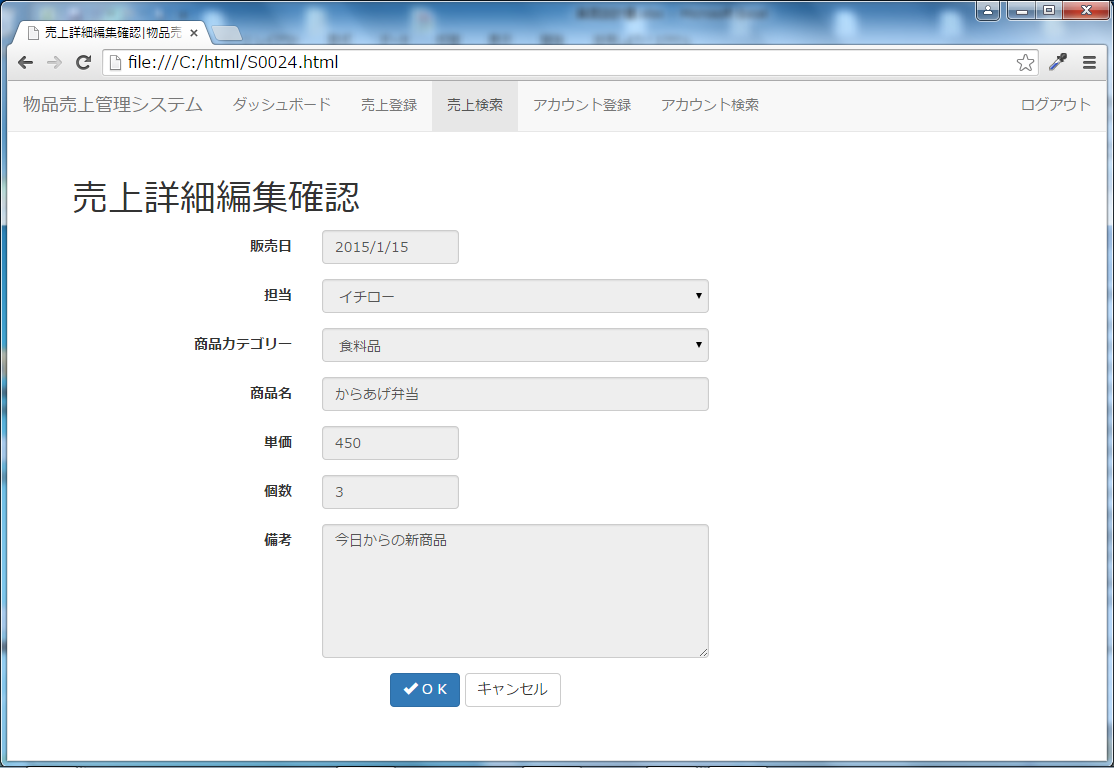 売上詳細編集確認|物品売
file:///C:/html/S0024.html
物品売上管理システム ダッシュボード 売上登録 売上検索 アカウント登録 アカウント検索 ログアウト
売上詳細編集確認
販売日 2015/1/15
担当 イチロー
商品カテゴリー 食料品
商品名 からあげ弁当
単価 450
個数 3
備考 今日からの新商品
ＯＫ キャンセル